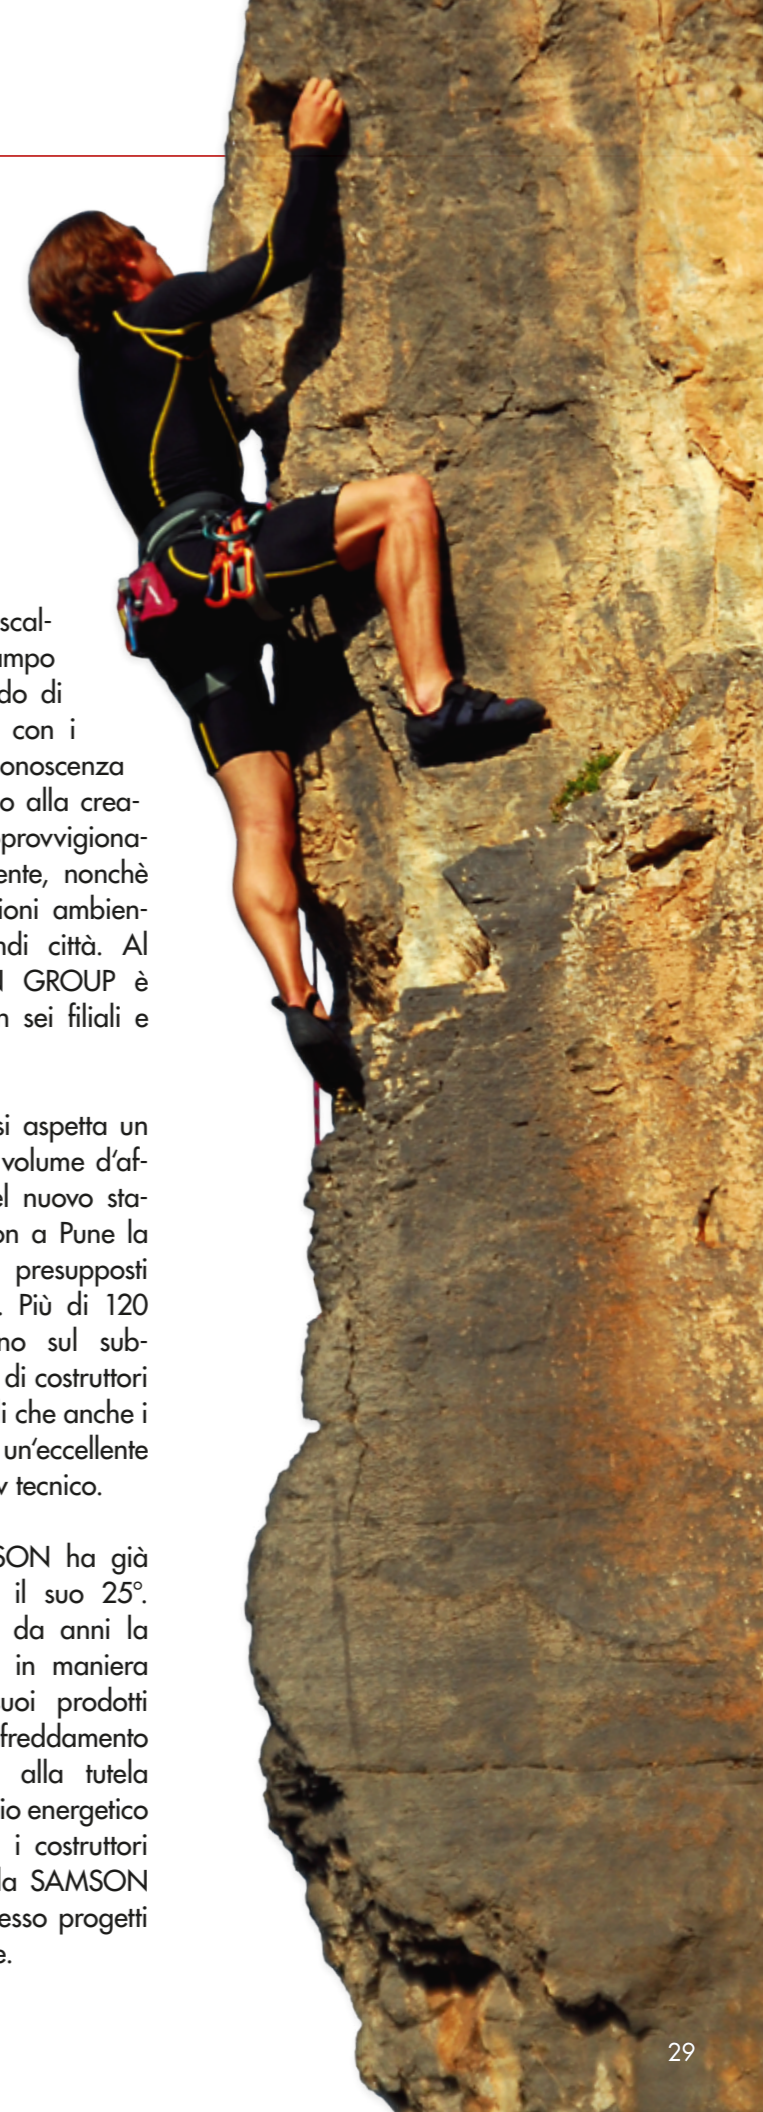 scal-
ampo
do di
con i
onoscenza
o alla crea-
provvigiona-
ente, nonchè
ioni ambien-
ndi città. Al
GROUP è
n sei filiali e
si aspetta un
volume d'af-
el nuovo sta-
on a Pune la
presupposti
. Più di 120
no sul sub-
di costruttori
i che anche i
un'eccellente
v tecnico.
SON ha già
il suo 25°.
da anni la
in maniera
uoi prodotti
freddamento
alla tutela
io energetico
i costruttori
la SAMSON
esso progetti
e.
29